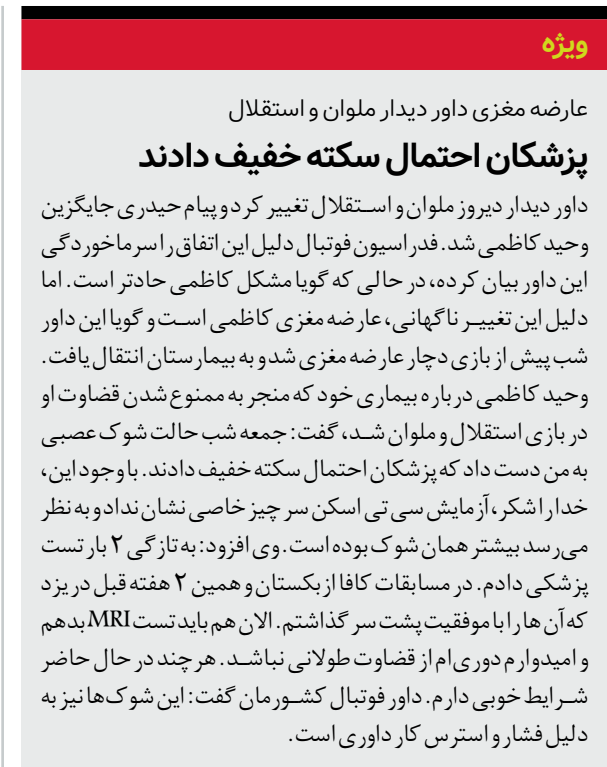 ویژه
عارضه مغزی داور دیدار ملوان و استقلال
پزشکان احتمال سکته خفیف دادند
داور دیدار دیروز ملوان و استقلال تغییر کرد و پیام حیدری جایگزین
وحید کاظمی شد. فدراسیون فوتبال دلیل این اتفاق را سرماخوردگی
این داور بیان کرده، در حالی که گویا مشکل کاظمی حادتر است. اما
دلیل این تغییر ناگهانی، عارضه مغزی کاظمی است و گویا این داور
شب پیش از بازی دچار عارضه مغزی شد و به بیمارستان انتقال یافت.
وحید کاظمی درباره بیماری خود که منجر به ممنوع شدن قضاوت او
در بازی استقلال و ملوان شد، گفت: جمعه شب حالت شوک عصبی
به من دست داد که پزشکان احتمال سکته خفیف دادند. با وجود این،
خدا را شکر، آزمایش سی تی اسکن سر چیز خاصی نشان نداد و به نظر
می‌رسد بیشتر همان شوک بوده است. وی افزود: به تازگی ۲ بار تست
پزشکی دادم. در مسابقات کافا ازبکستان و همین ۲ هفته قبل در یزد
که آن ها را با موفقیت پشت سر گذاشتم. الان هم باید تست MRI بدهم
و امیدوارم دوری‌ام از قضاوت طولانی نباشد. هر چند در حال حاضر
شرایط خوبی دارم. داور فوتبال کشورمان گفت: این شوک‌ها نیز به
دلیل فشار و استرس کار داوری است.